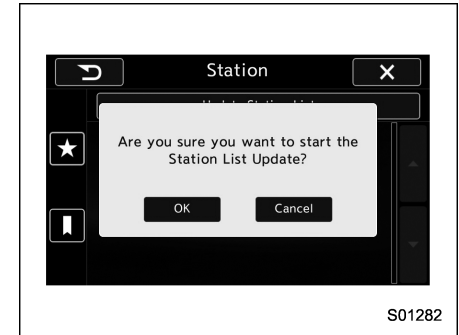 Station
Are you sure you want to start the
Station List Update?
OK
Cancel
S01282